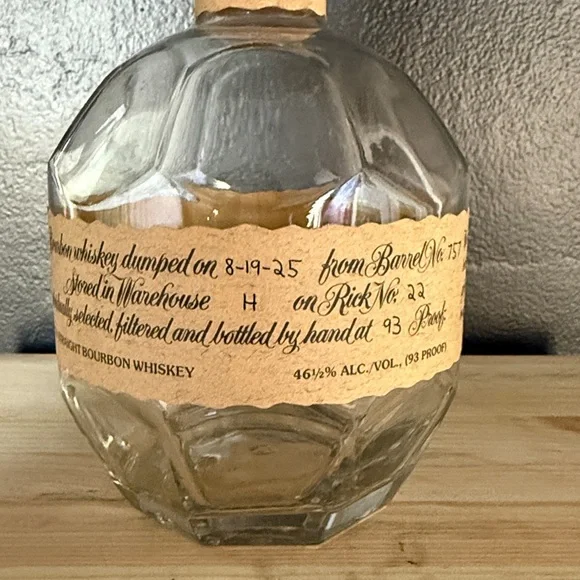 whiskey dumped on 8-19-25 from Barrel No. 757
Stored in Warehouse H on Rick No. 22
selected, filtered and bottled by hand at 93 Proof.
BOURBON WHISKEY 46½% ALC./VOL., (93 PROOF)